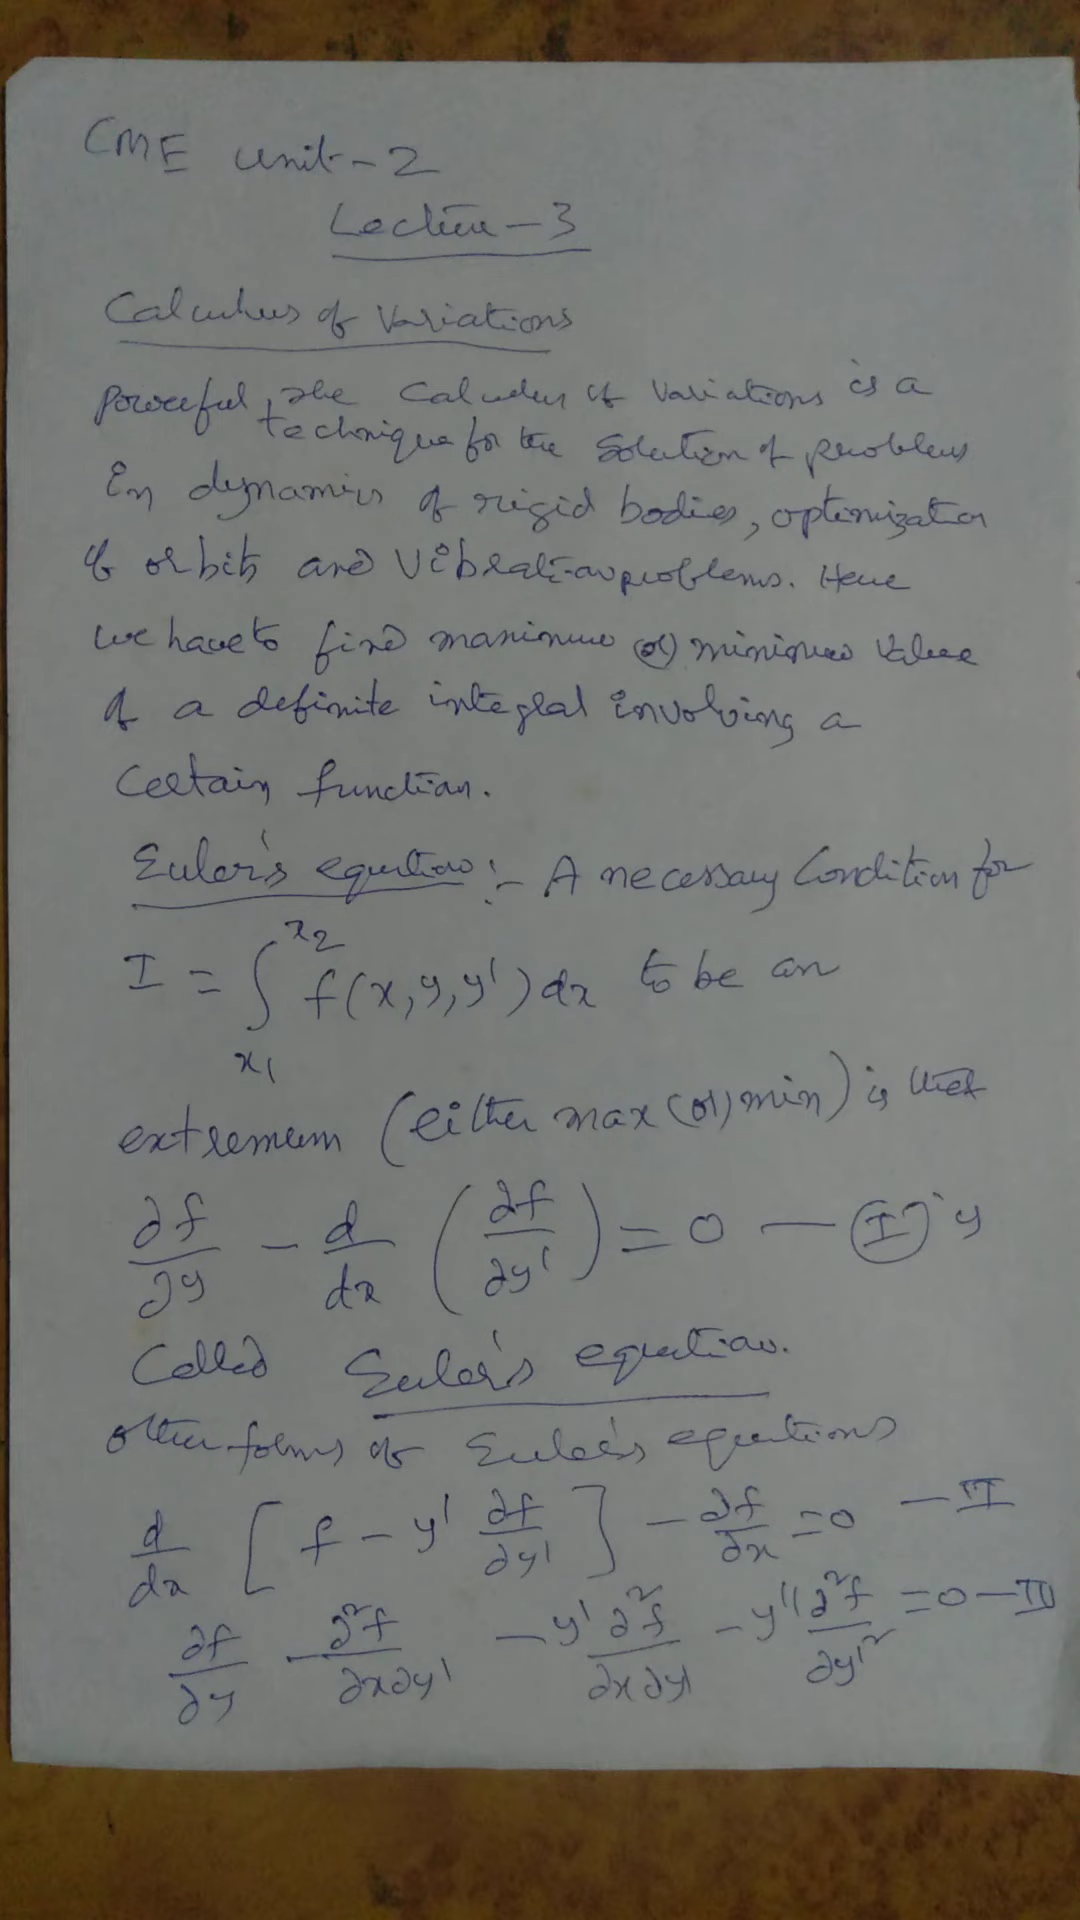 CME unit-2
Lecture-3
Calculus of Variations
powerful, The Calculus of Variations is a
technique for the Solution of problems
in dynamics of rigid bodies, optimization
of orbits and vibration problems. Here
we have to find maximum (or) minimum value
of a definite integral involving a
certain function.
Euler's equation :- A necessary Condition for
I = ∫ₓ₁ˣ² f(x, y, y') dx to be an
extremum (either max (or) min) is that
∂f/∂y - d/dx (∂f/∂y') = 0 — (I) is
Called Euler's equation.
other forms of Euler's equations
d/dx [f - y' ∂f/∂y'] - ∂f/∂x = 0 — II
∂f/∂y - ∂²f/∂x∂y' - y' ∂²f/∂x∂y' - y'' ∂²f/∂y'² = 0 — III